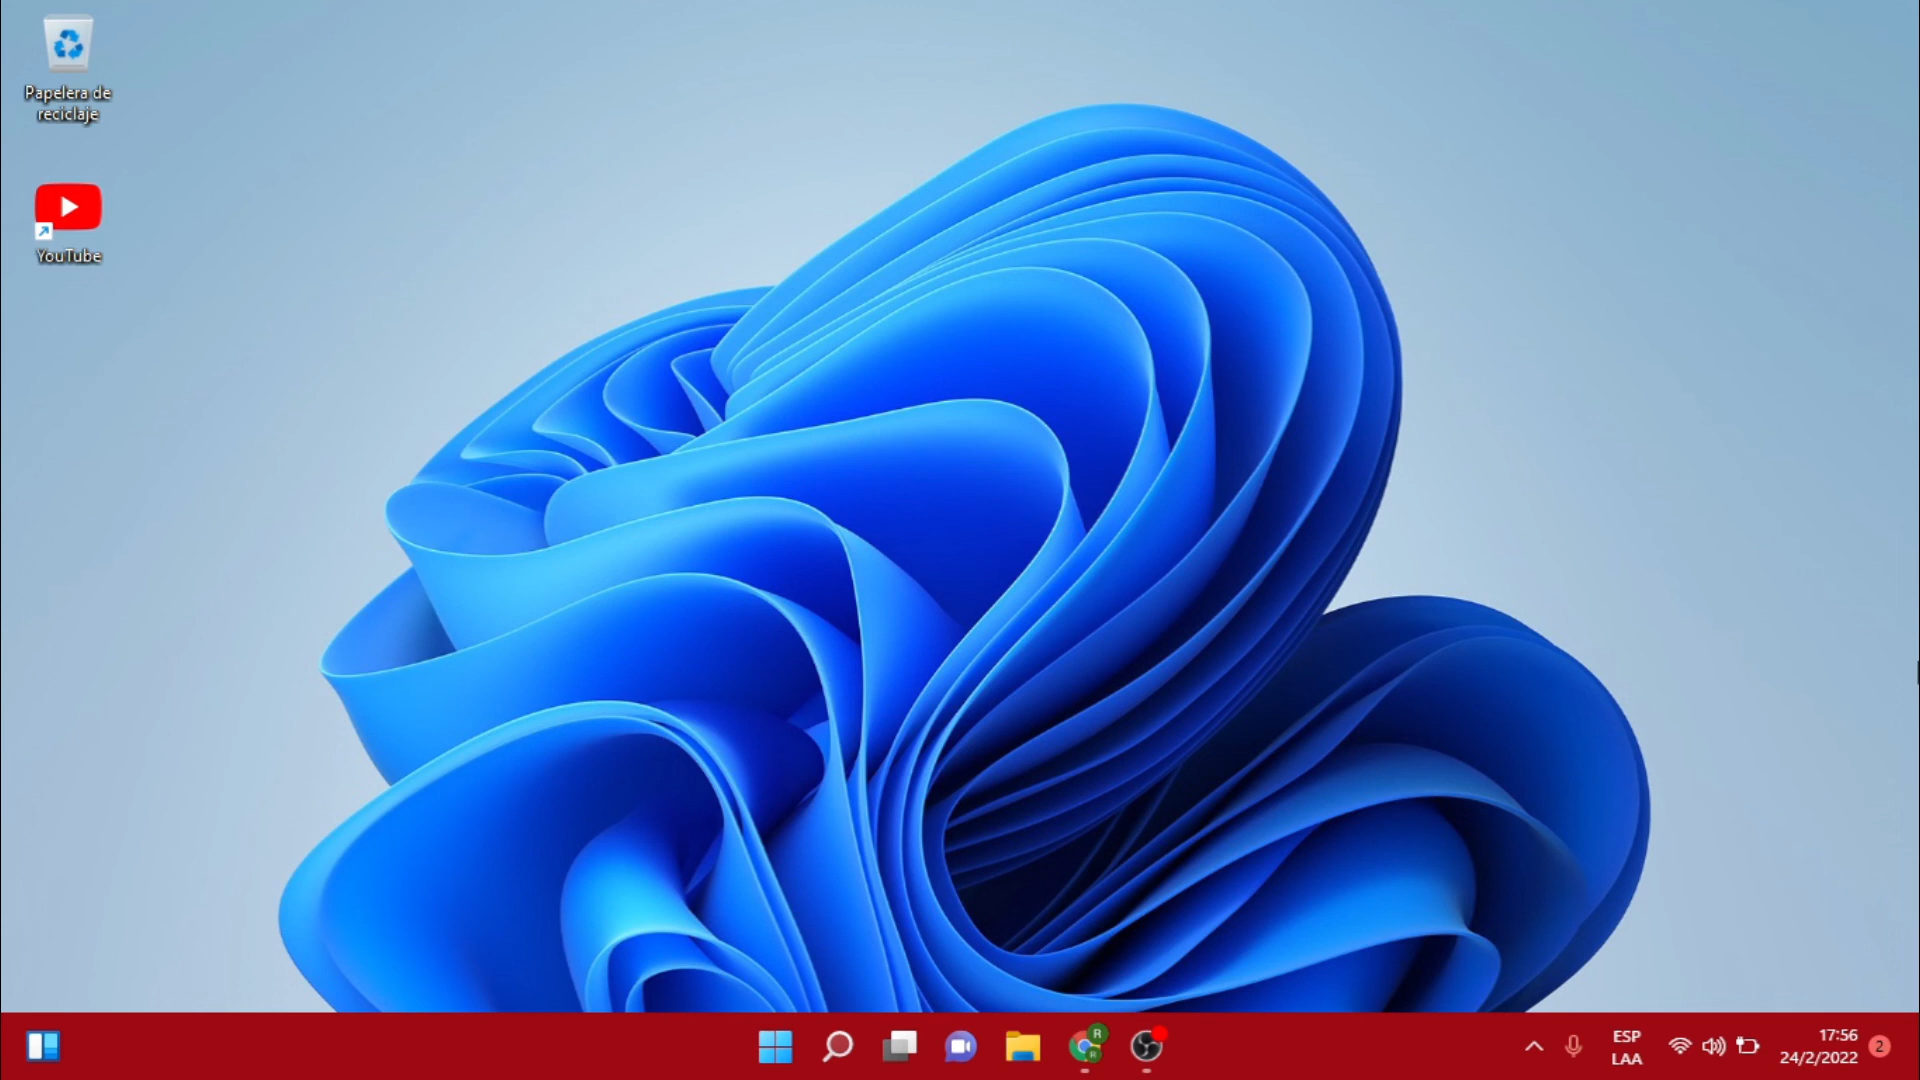 Papelera de
reciclaje
YouTube
R
R
ESP
LAA
17:56
24/2/2022
2